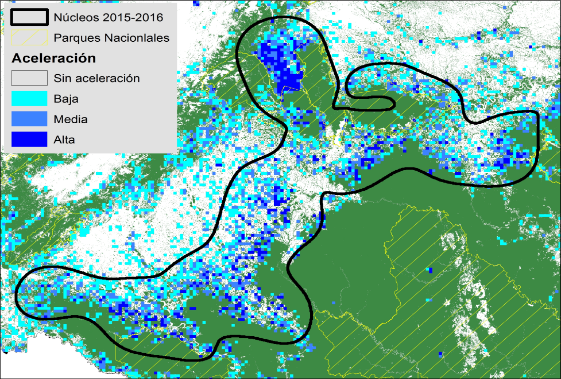 Núcleos 2015-2016
Parques Nacionlales
Aceleración
Sin aceleración
Baja
Media
Alta